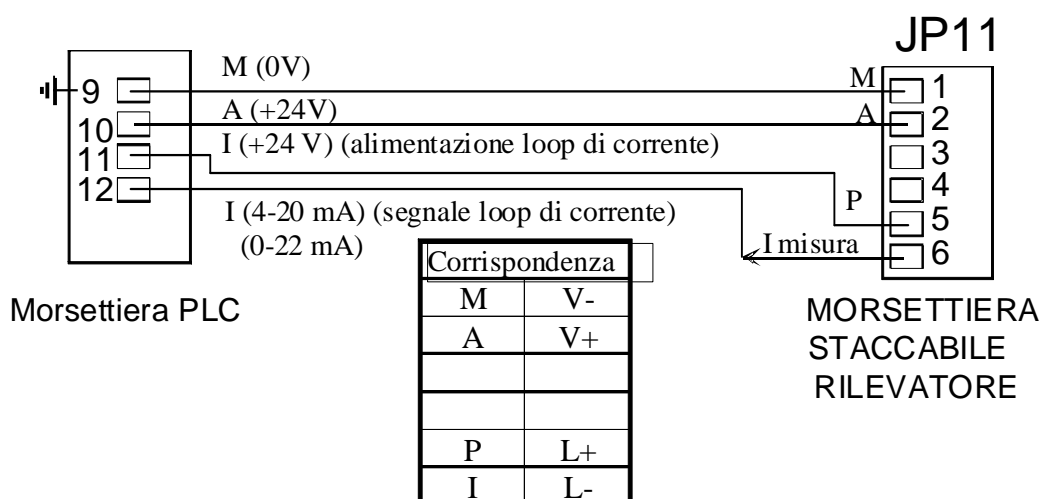 JP11
M (0V)
M
9
1
A (+24V)
A
10
2
I (+24 V) (alimentazione loop di corrente)
11
3
12
4
P
5
I (4-20 mA) (segnale loop di corrente)
(0-22 mA)
I misura
6
Corrispondenza
M V-
A V+
P L+
I L-
Morsettiera PLC
MORSETTIERA
STACCABILE
RILEVATORE